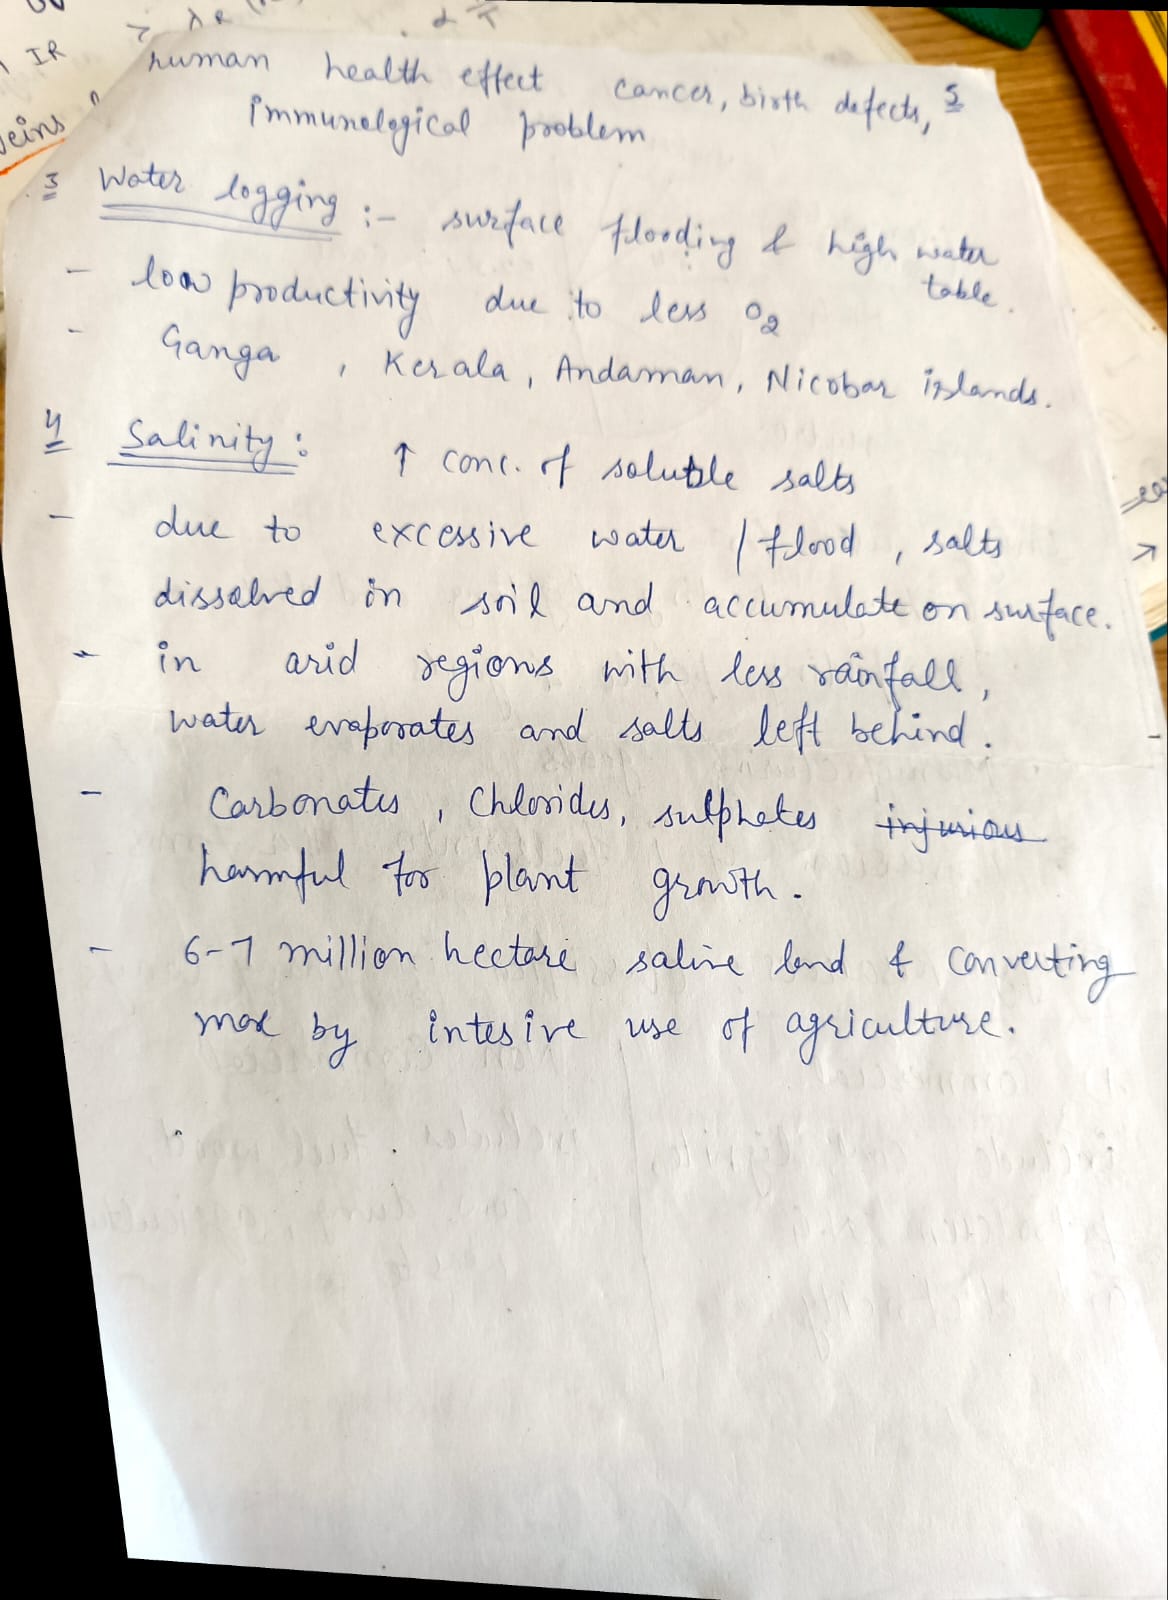 IR
human health effect cancer, birth defects, 5
immunological problem
3 Water logging :- surface flooding & high water table.
- low productivity due to less O2
- Ganga , Kerala, Andaman, Nicobar islands.
4 Salinity : ↑ conc. of soluble salts
- due to excessive water / flood , salts
dissolved in soil and accumulate on surface.
- in arid regions with less rainfall,
water evaporates and salts left behind.
- Carbonates , Chlorides, sulphates injurious
harmful for plant growth.
- 6-7 million hectare saline land & converting
more by intesive use of agriculture.